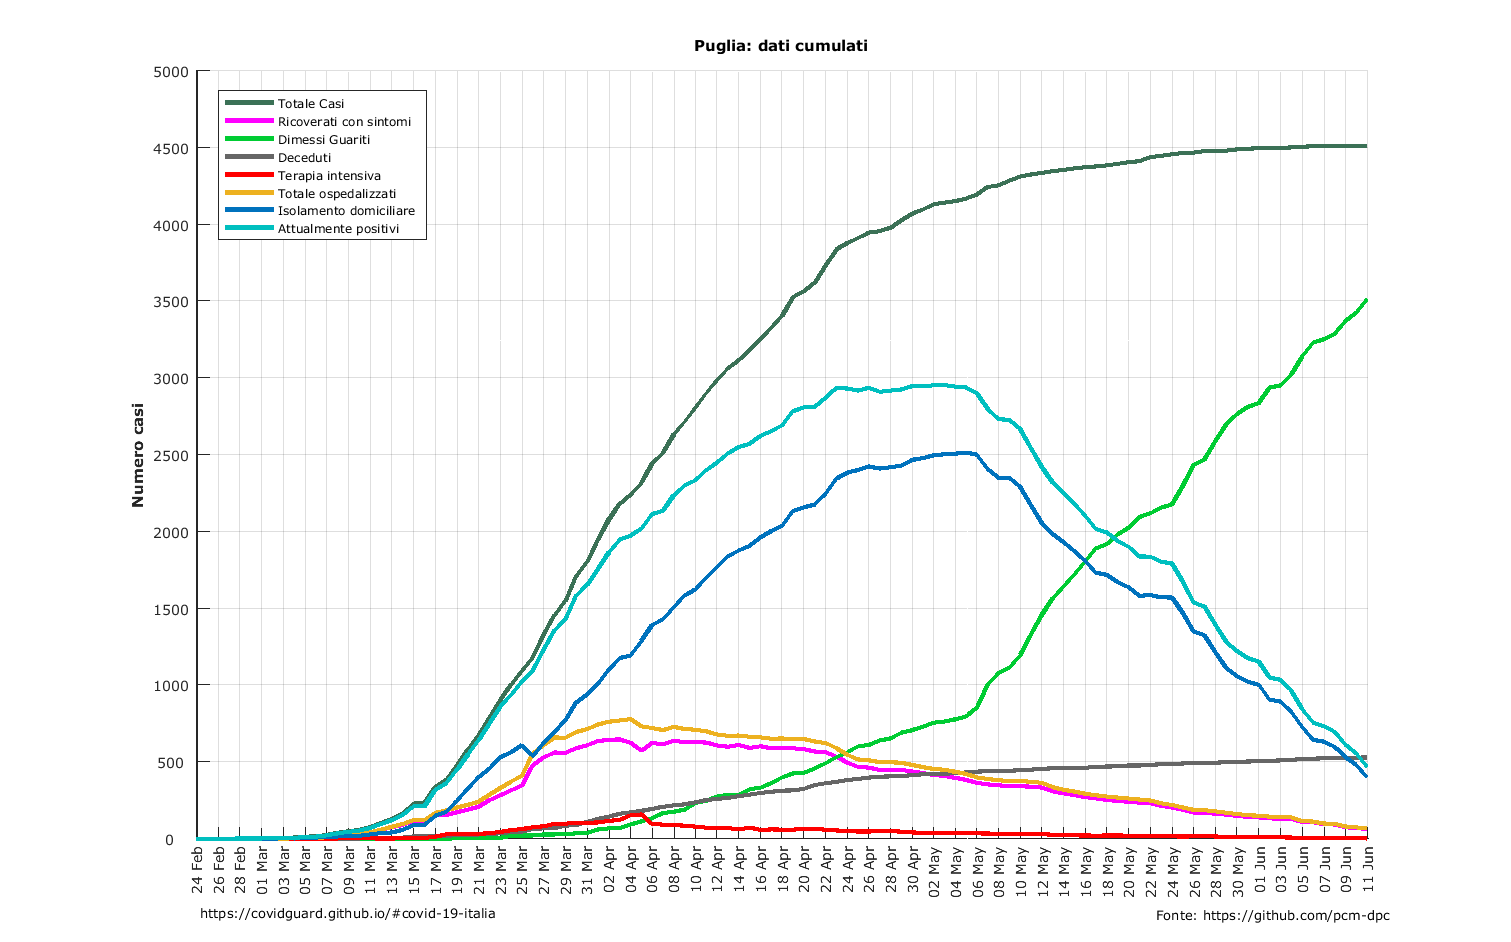 Puglia: dati cumulati
Numero casi
5000
4500
4000
3500
3000
2500
2000
1500
1000
500
0
Totale Casi
Ricoverati con sintomi
Dimessi Guariti
Deceduti
Terapia intensiva
Totale ospedalizzati
Isolamento domiciliare
Attualmente positivi
24 Feb
26 Feb
28 Feb
01 Mar
03 Mar
05 Mar
07 Mar
09 Mar
11 Mar
13 Mar
15 Mar
17 Mar
19 Mar
21 Mar
23 Mar
25 Mar
27 Mar
29 Mar
31 Mar
02 Apr
04 Apr
06 Apr
08 Apr
10 Apr
12 Apr
14 Apr
16 Apr
18 Apr
20 Apr
22 Apr
24 Apr
26 Apr
28 Apr
30 Apr
02 May
04 May
06 May
08 May
10 May
12 May
14 May
16 May
18 May
20 May
22 May
24 May
26 May
28 May
30 May
01 Jun
03 Jun
05 Jun
07 Jun
09 Jun
11 Jun
https://covidguard.github.io/#covid-19-italia
Fonte: https://github.com/pcm-dpc